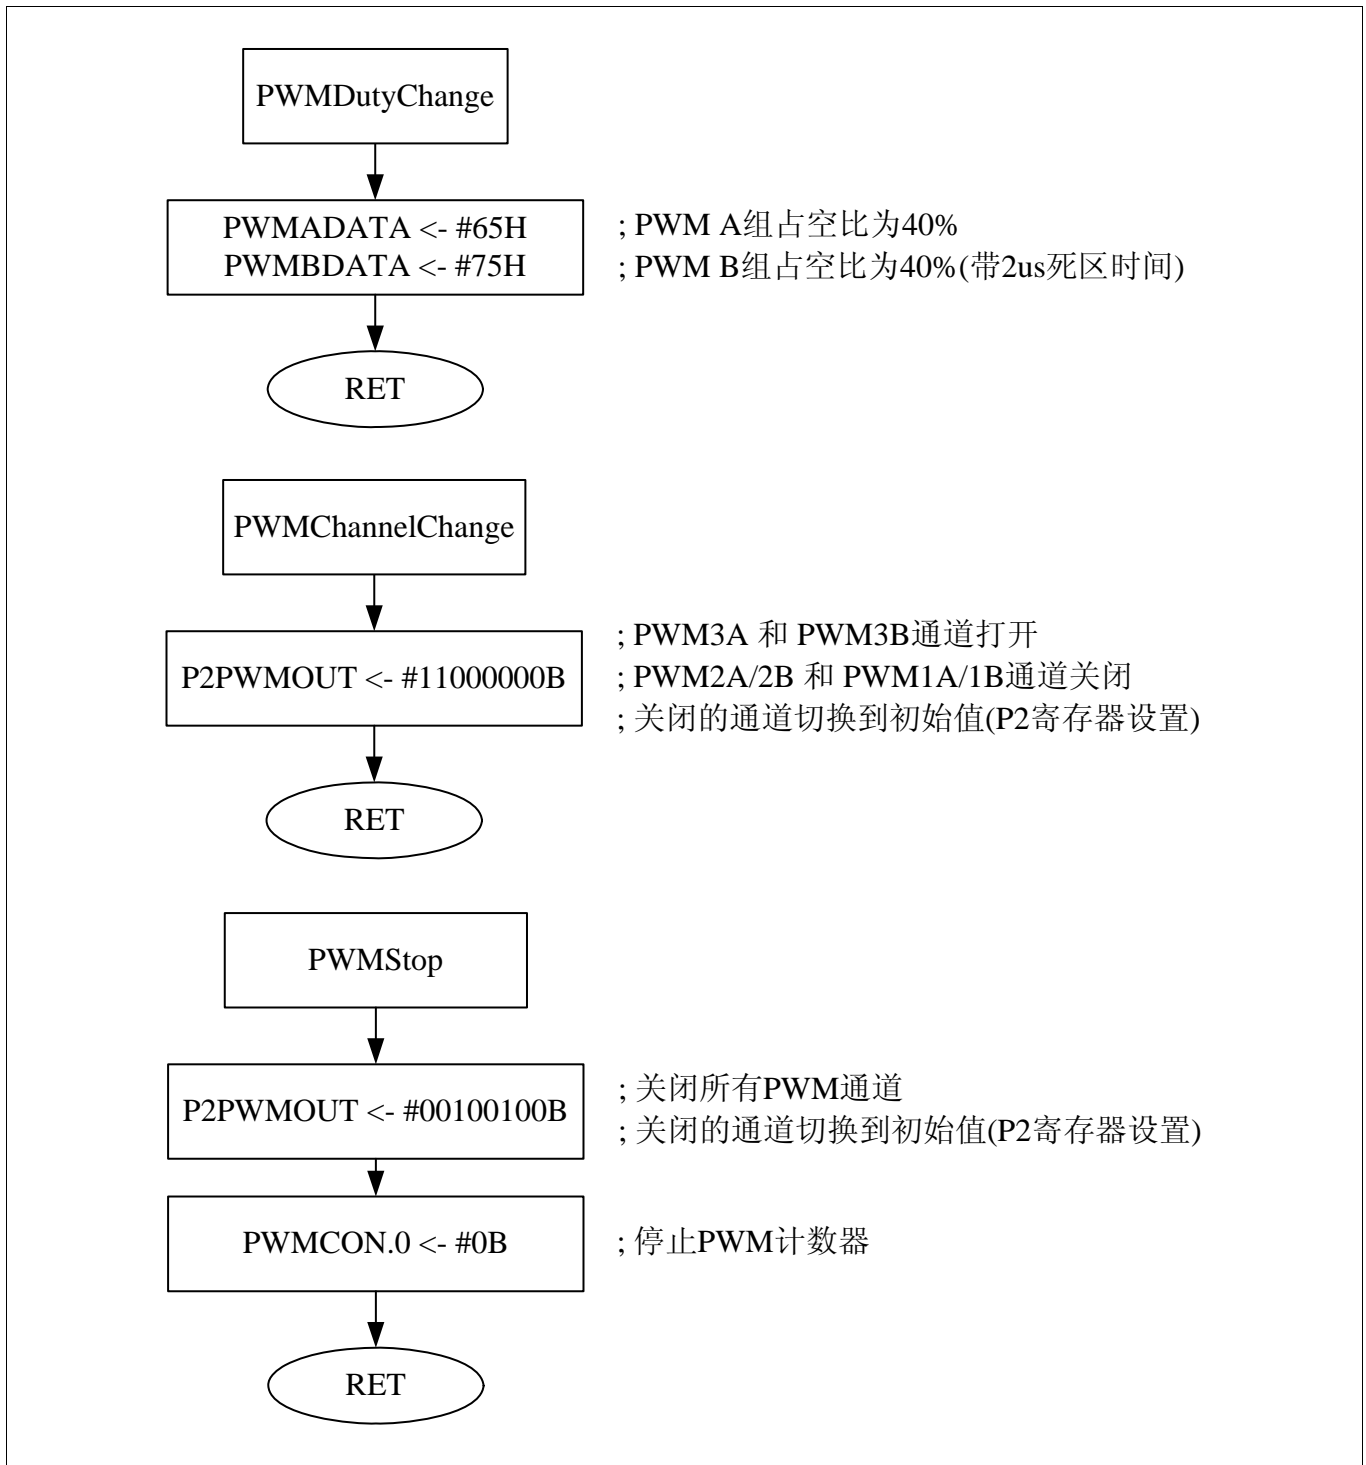 PWMDutyChange
PWMADATA <- #65H ; PWM A组占空比为40%
PWMBDATA <- #75H ; PWM B组占空比为40%(带2us死区时间)
RET
PWMChannelChange
; PWM3A 和 PWM3B通道打开
P2PWMOUT <- #11000000B ; PWM2A/2B 和 PWM1A/1B通道关闭
; 关闭的通道切换到初始值(P2寄存器设置)
RET
PWMStop
; 关闭所有PWM通道
P2PWMOUT <- #00100100B
; 关闭的通道切换到初始值(P2寄存器设置)
PWMCON.0 <- #0B ; 停止PWM计数器
RET